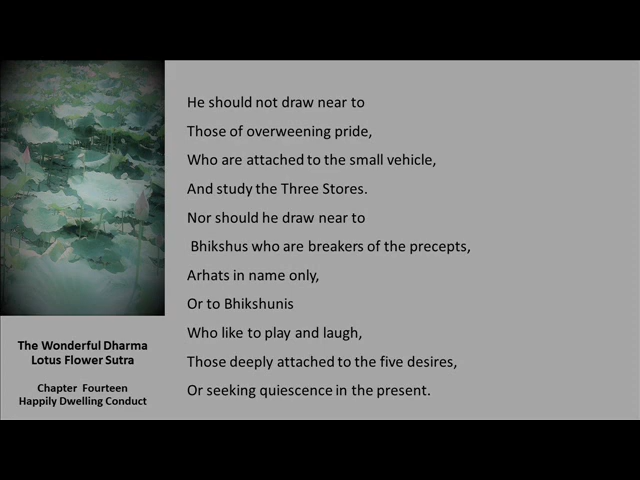 He should not draw near to
Those of overweening pride,
Who are attached to the small vehicle,
And study the Three Stores.
Nor should he draw near to
Bhikshus who are breakers of the precepts,
Arhats in name only,
Or to Bhikshunis
Who like to play and laugh,
Those deeply attached to the five desires,
Or seeking quiescence in the present.
The Wonderful Dharma
Lotus Flower Sutra
Chapter Fourteen
Happily Dwelling Conduct